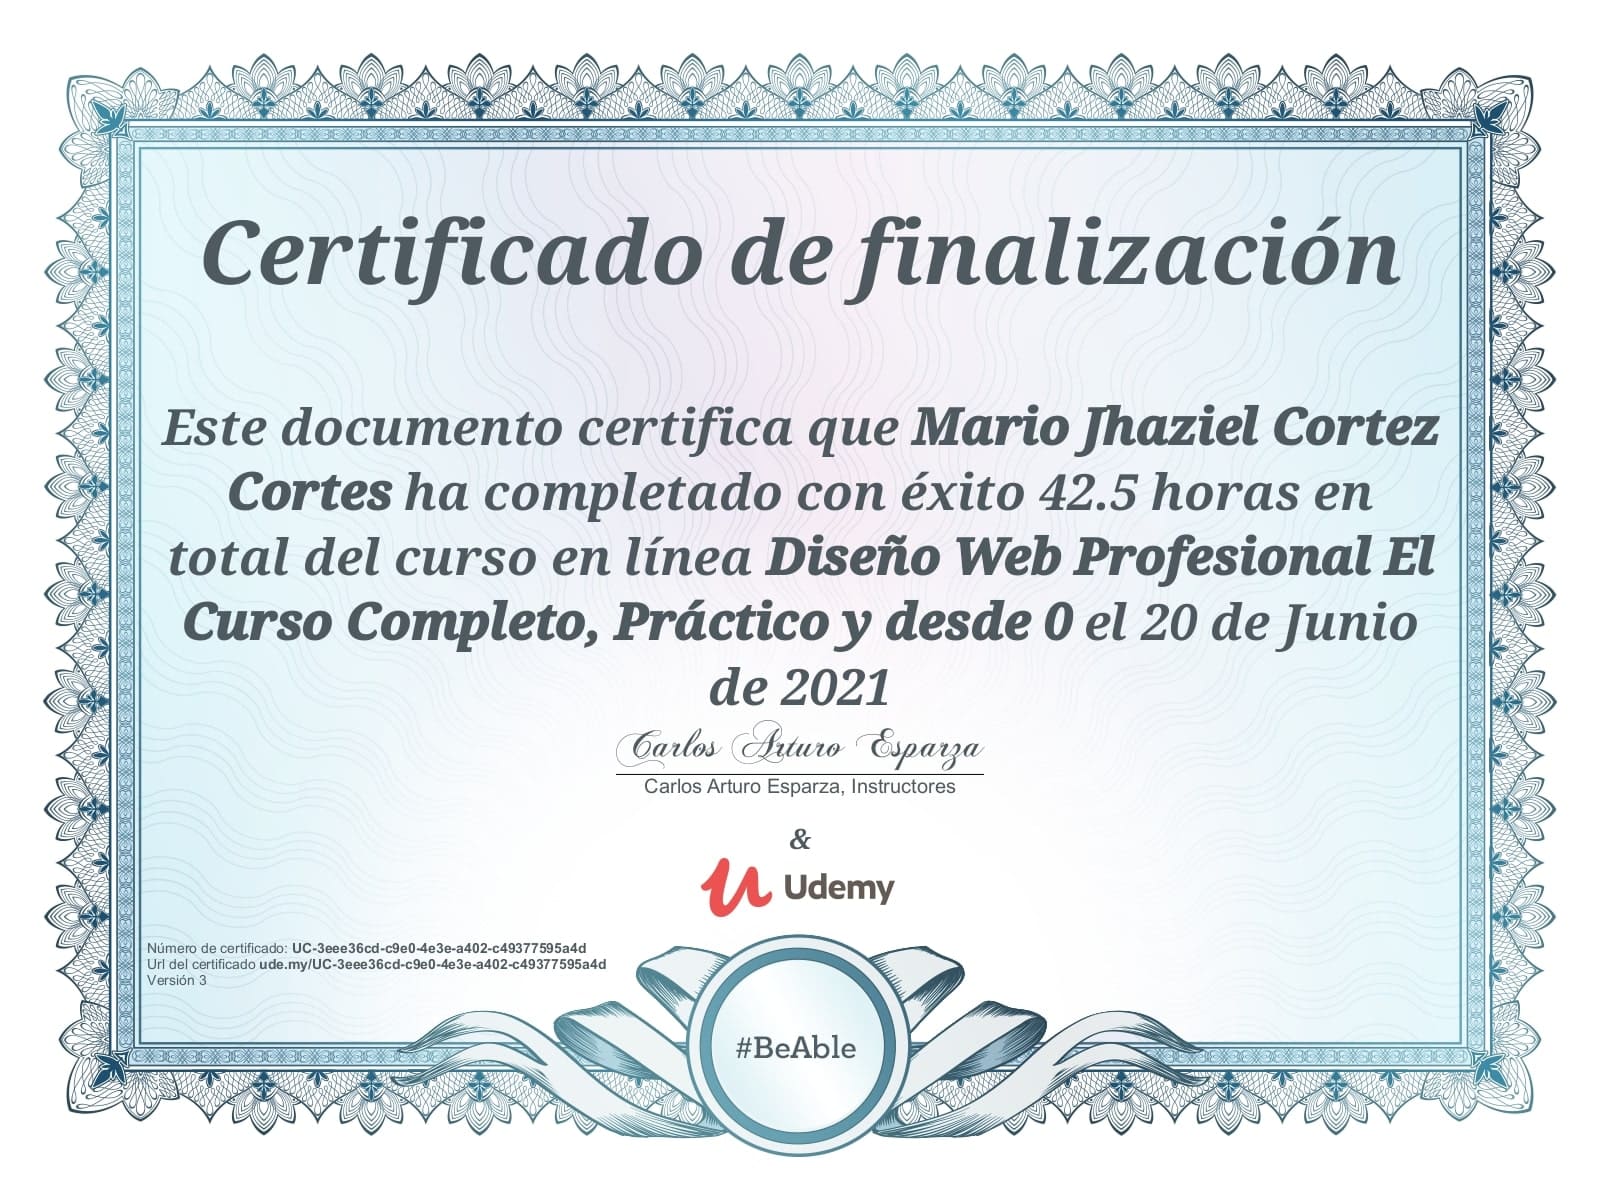 Certificado de finalización
Este documento certifica que Mario Jhaziel Cortez
Cortes ha completado con éxito 42.5 horas en
total del curso en línea Diseño Web Profesional El
Curso Completo, Práctico y desde 0 el 20 de Junio
de 2021
Carlos Arturo Esparza
Carlos Arturo Esparza, Instructores
&
Udemy
Número de certificado: UC-3eee36cd-c9e0-4e3e-a402-c49377595a4d
Url del certificado ude.my/UC-3eee36cd-c9e0-4e3e-a402-c49377595a4d
Versión 3
#BeAble